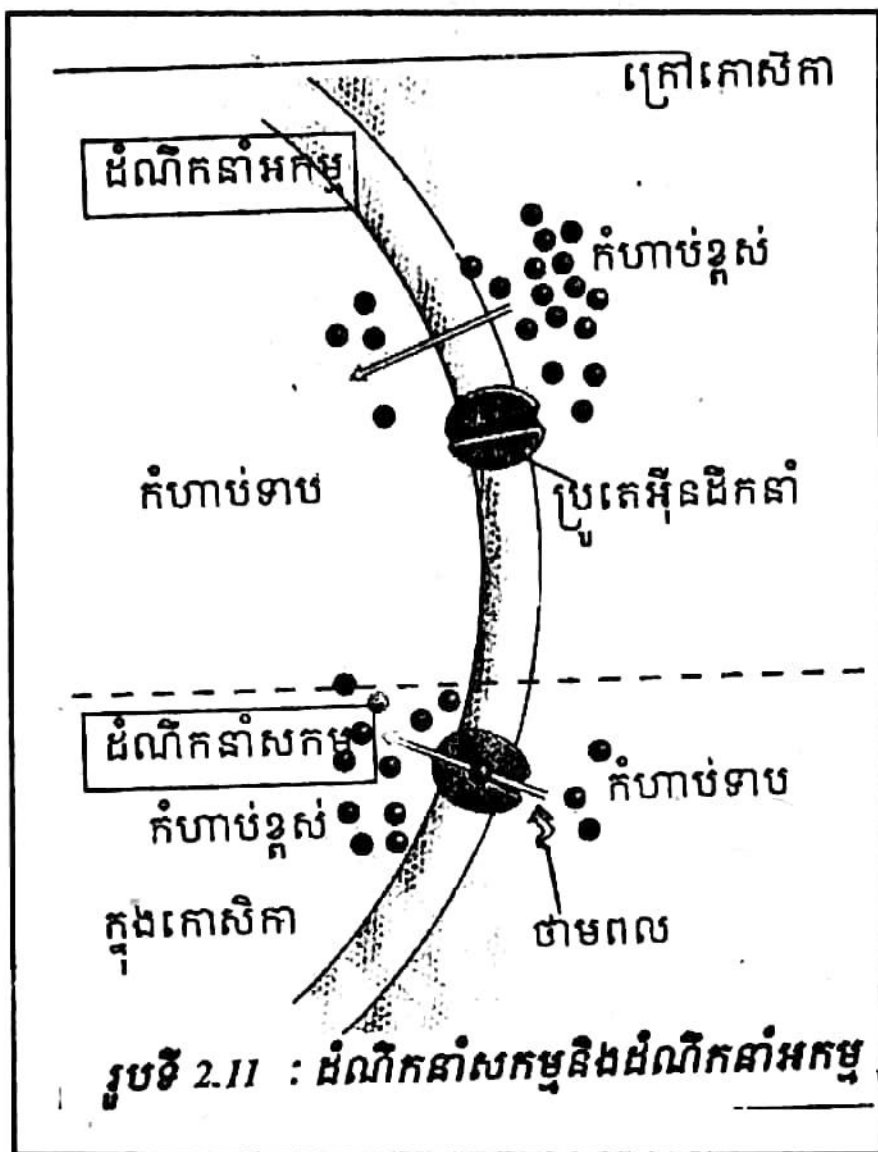 ក្រៅកោសិកា
ដំណឹកនាំអកម្ម
កំហាប់ខ្ពស់
កំហាប់ទាប
ប្រូតេអ៊ីនដឹកនាំ
ដំណឹកនាំសកម្ម
កំហាប់ទាប
កំហាប់ខ្ពស់
ក្នុងកោសិកា
ថាមពល
រូបទី 2.11 : ដំណឹកនាំសកម្មនិងដំណឹកនាំអកម្ម